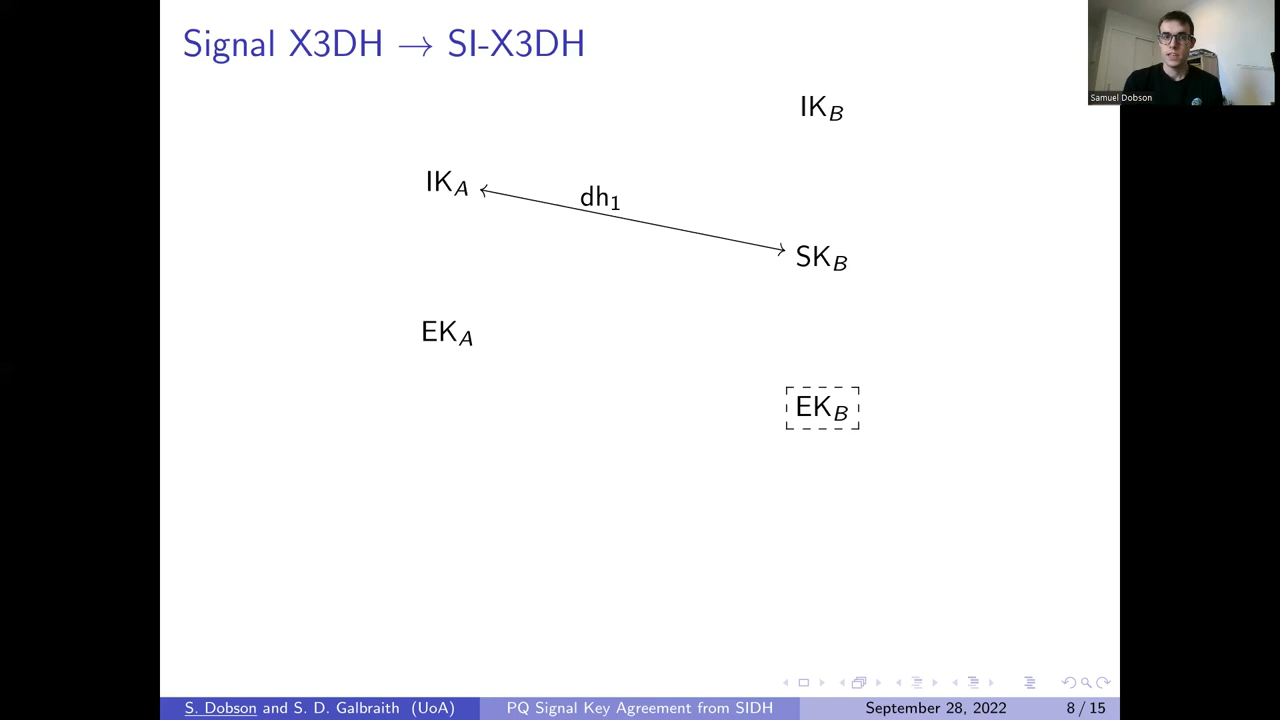 Signal X3DH → SI-X3DH
Samuel Dobson
IK_B
IK_A
dh_1
SK_B
EK_A
EK_B
S. Dobson and S. D. Galbraith (UoA)
PQ Signal Key Agreement from SIDH
September 28, 2022
8 / 15